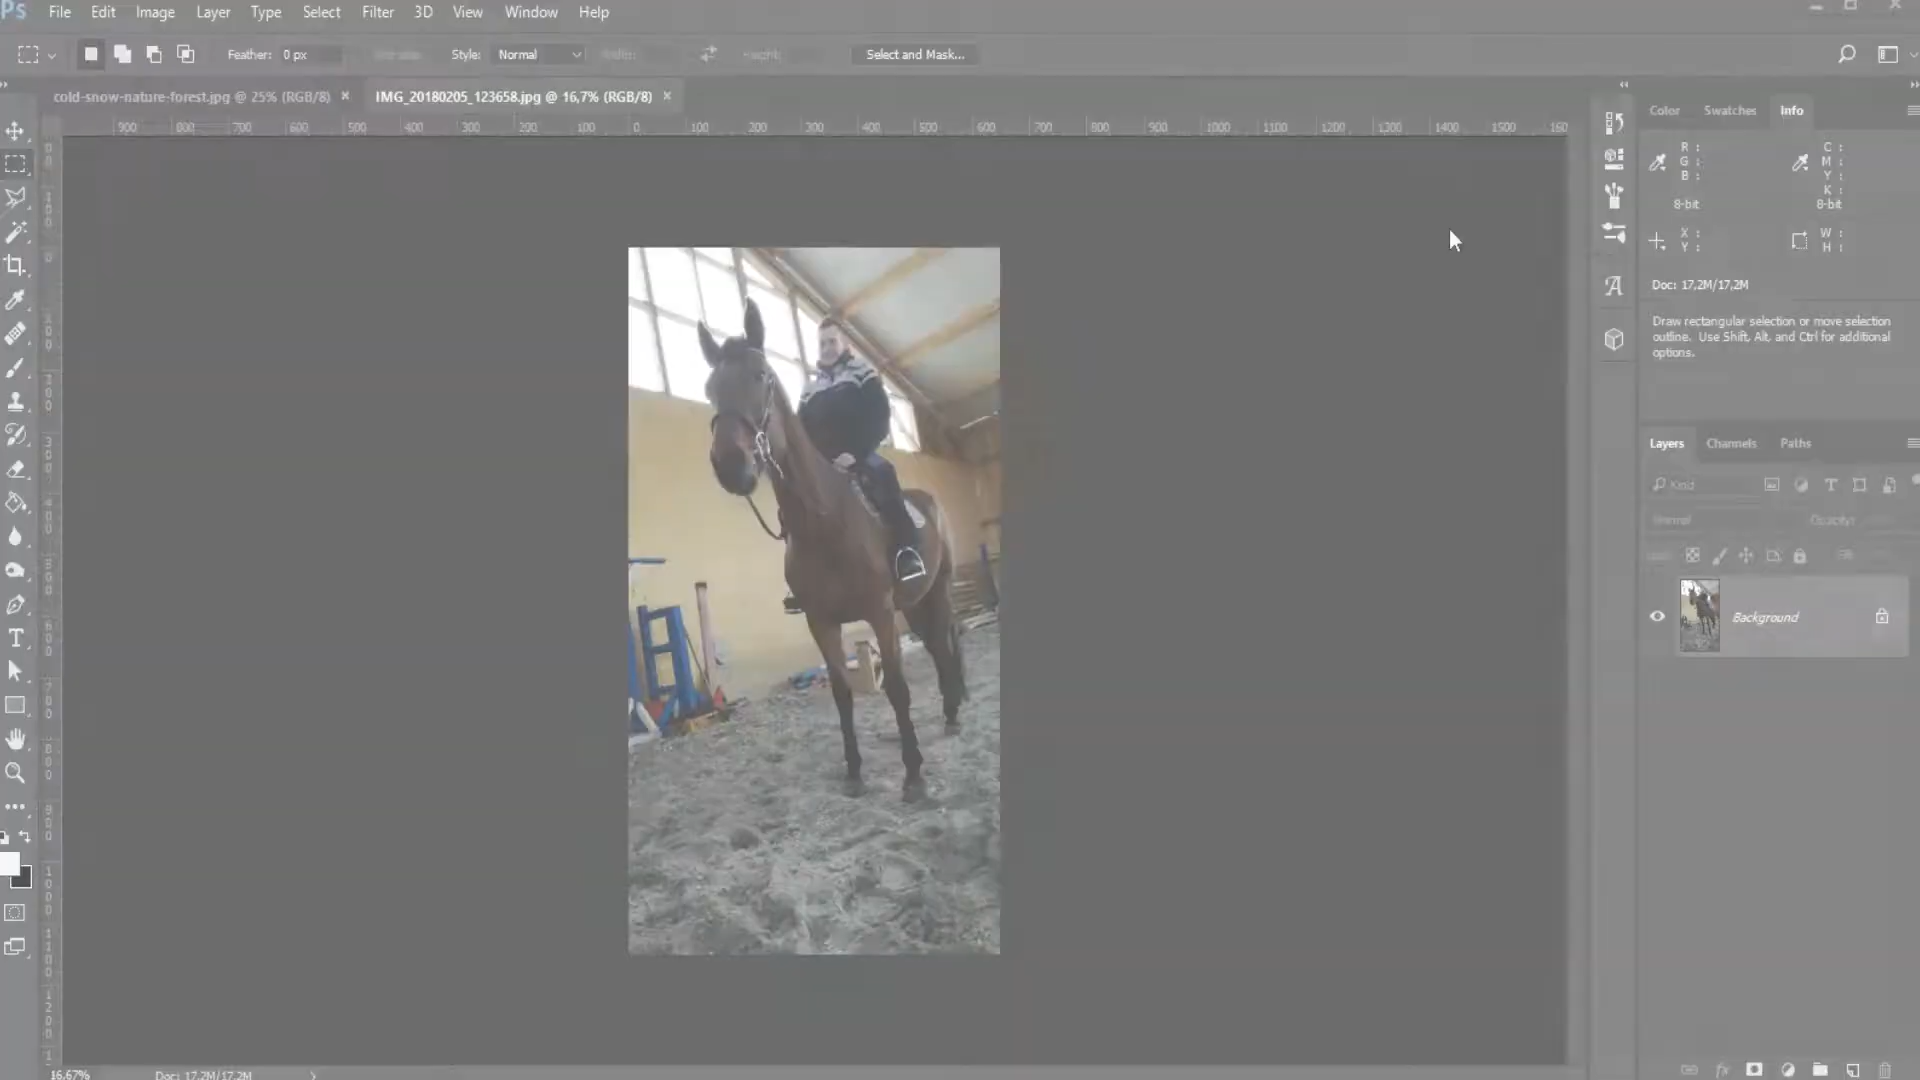 Ps File Edit Image Layer Type Select Filter 3D View Window Help
Feather: 0 px Style: Normal Select and Mask...
cold-snow-nature-forest.jpg @ 25% (RGB/8) × IMG_20180205_123658.jpg @ 16,7% (RGB/8) ×
900 800 700 600 500 400 300 200 100 0 100 200 300 400 500 600 700 800 900 1000 1100 1200 1300 1400 1500 160
Color Swatches Info
R : C :
G : M :
B : Y :
K :
8-bit 8-bit
X : W :
Y : H :
Doc: 17,2M/17,2M
Draw rectangular selection or move selection
outline. Use Shift, Alt, and Ctrl for additional
options.
Layers Channels Paths
Kind
Normal Opacity:
Background
16,67% Doc: 17,2M/17,2M